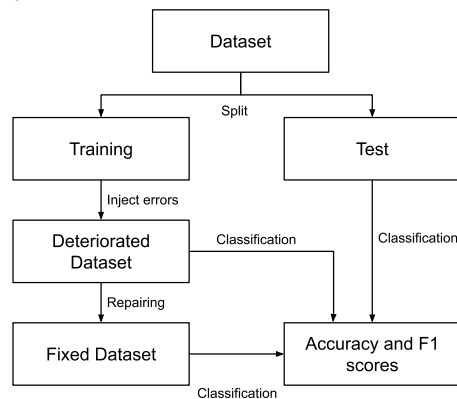 Dataset
Split
Training
Test
Inject errors
Deteriorated
Dataset
Classification
Classification
Repairing
Fixed Dataset
Accuracy and F1
scores
Classification